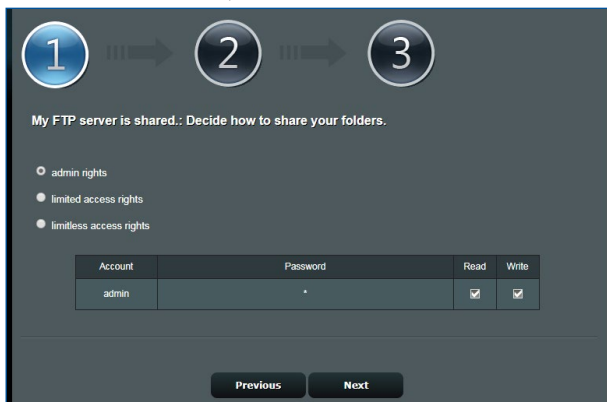 1 2 3
My FTP server is shared.: Decide how to share your folders.
admin rights
limited access rights
limitless access rights
Account Password Read Write
admin *
Previous Next